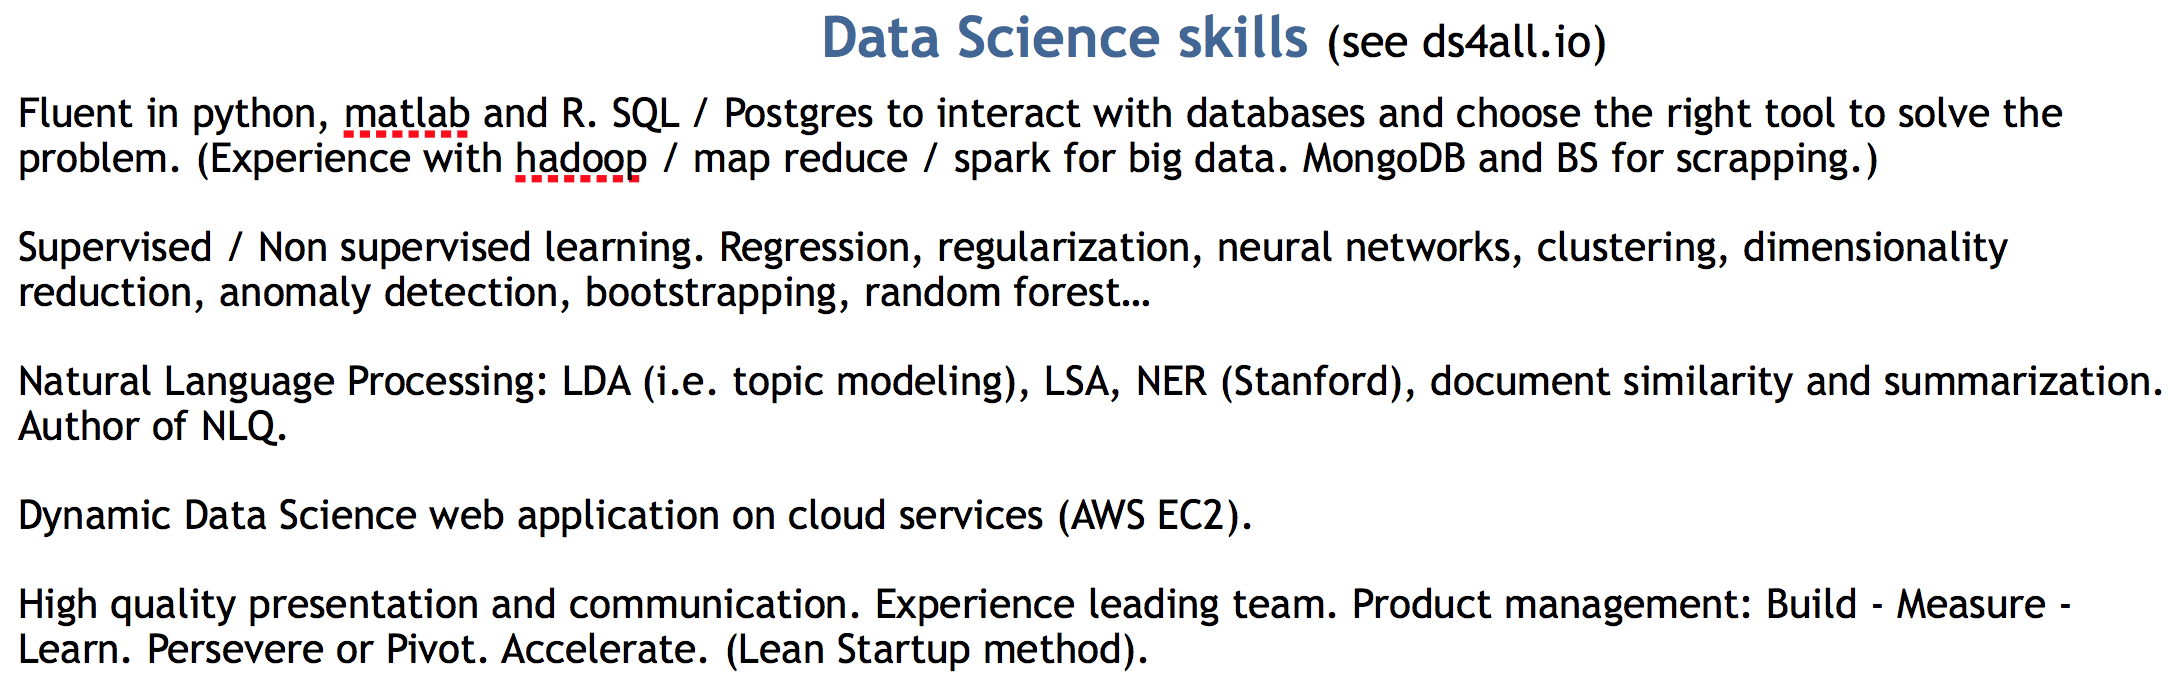 Data Science skills (see ds4all.io)
Fluent in python, matlab and R. SQL / Postgres to interact with databases and choose the right tool to solve the
problem. (Experience with hadoop / map reduce / spark for big data. MongoDB and BS for scrapping.)
Supervised / Non supervised learning. Regression, regularization, neural networks, clustering, dimensionality
reduction, anomaly detection, bootstrapping, random forest…
Natural Language Processing: LDA (i.e. topic modeling), LSA, NER (Stanford), document similarity and summarization.
Author of NLQ.
Dynamic Data Science web application on cloud services (AWS EC2).
High quality presentation and communication. Experience leading team. Product management: Build - Measure -
Learn. Persevere or Pivot. Accelerate. (Lean Startup method).